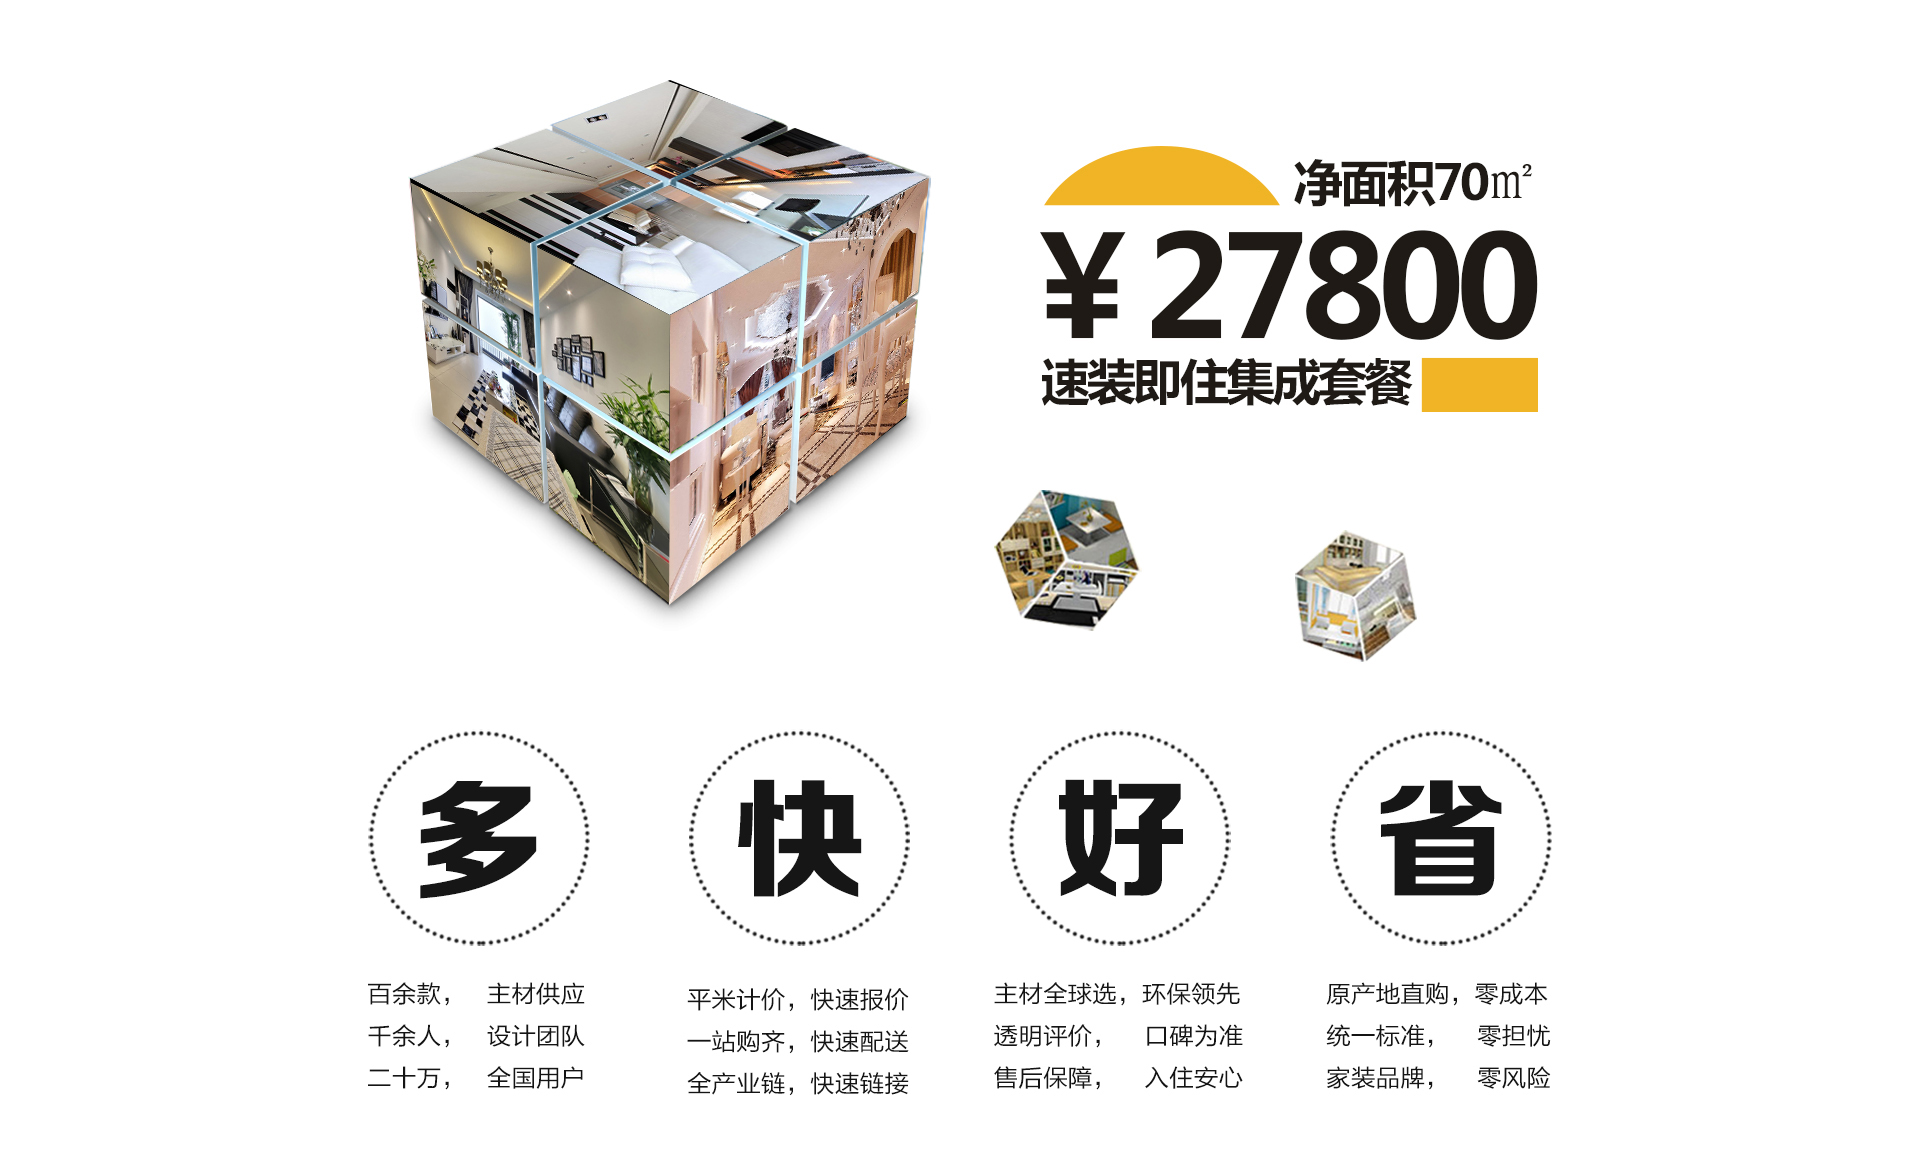 净面积70㎡
¥27800
速装即住集成套餐
多
快
好
省
百余款， 主材供应
千余人， 设计团队
二十万， 全国用户
平米计价，快速报价
一站购齐，快速配送
全产业链，快速链接
主材全球选，环保领先
透明评价， 口碑为准
售后保障， 入住安心
原产地直购，零成本
统一标准， 零担忧
家装品牌， 零风险